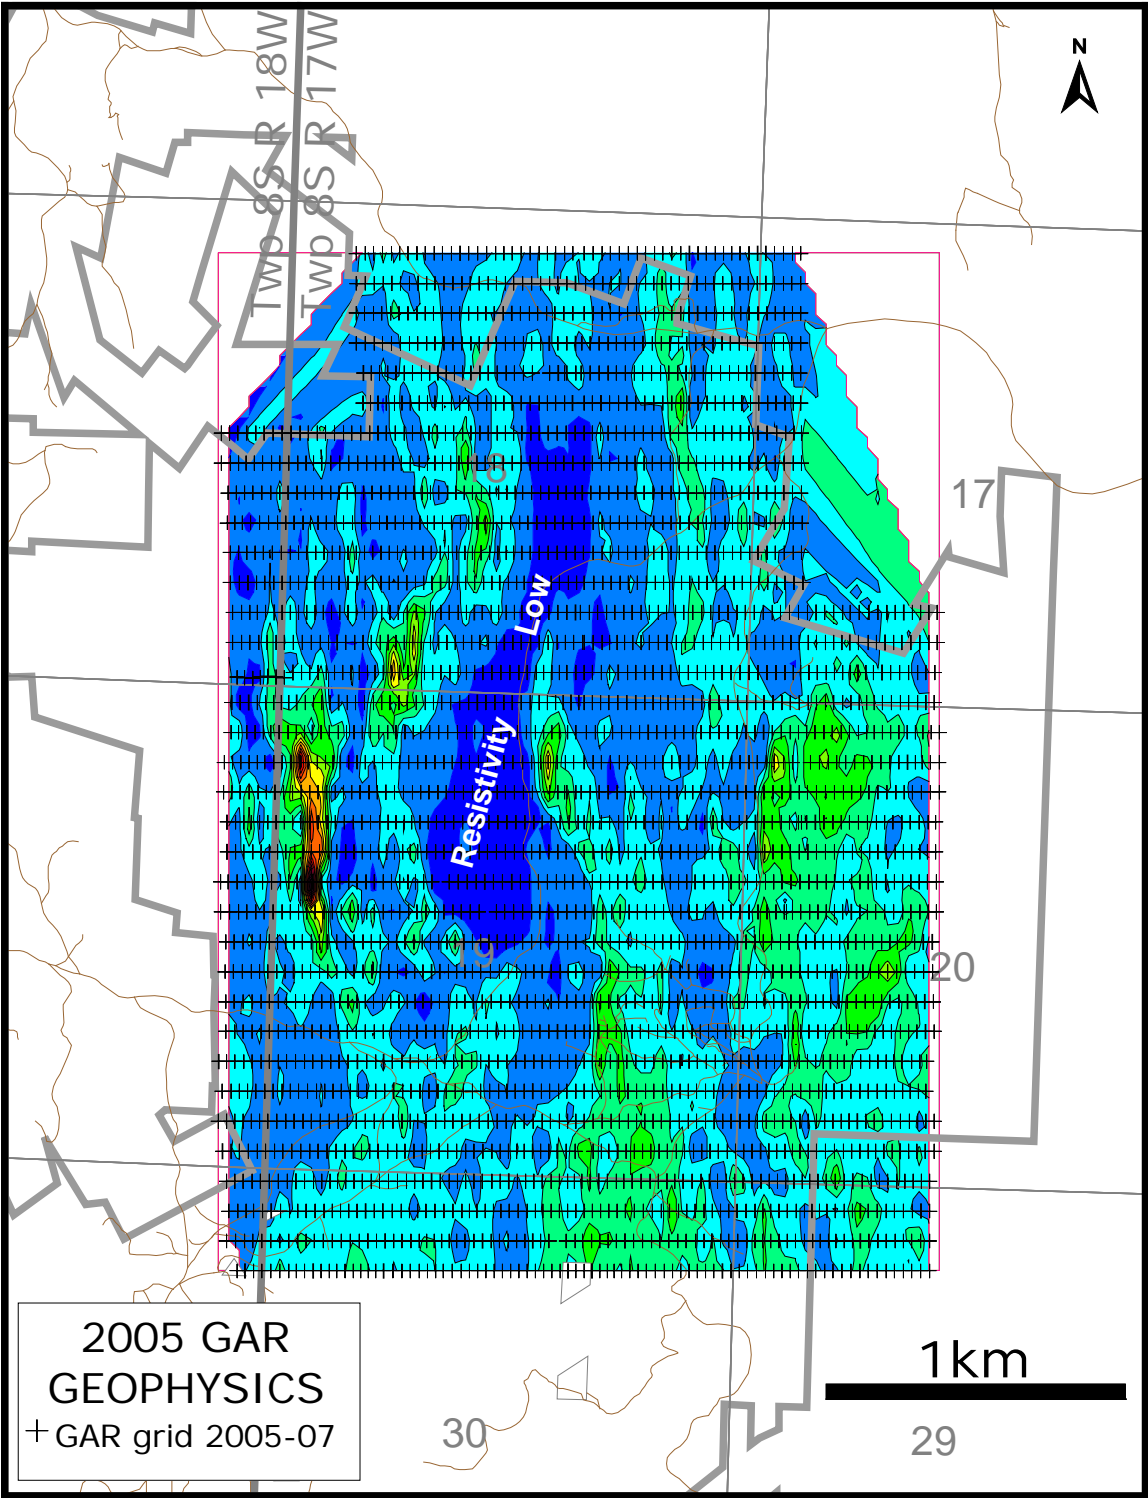 N
Twp 8S R 18W
Twp 8S R 17W
18
17
Low
Resistivity
19
20
2005 GAR
GEOPHYSICS
GAR grid 2005-07
1km
30
29